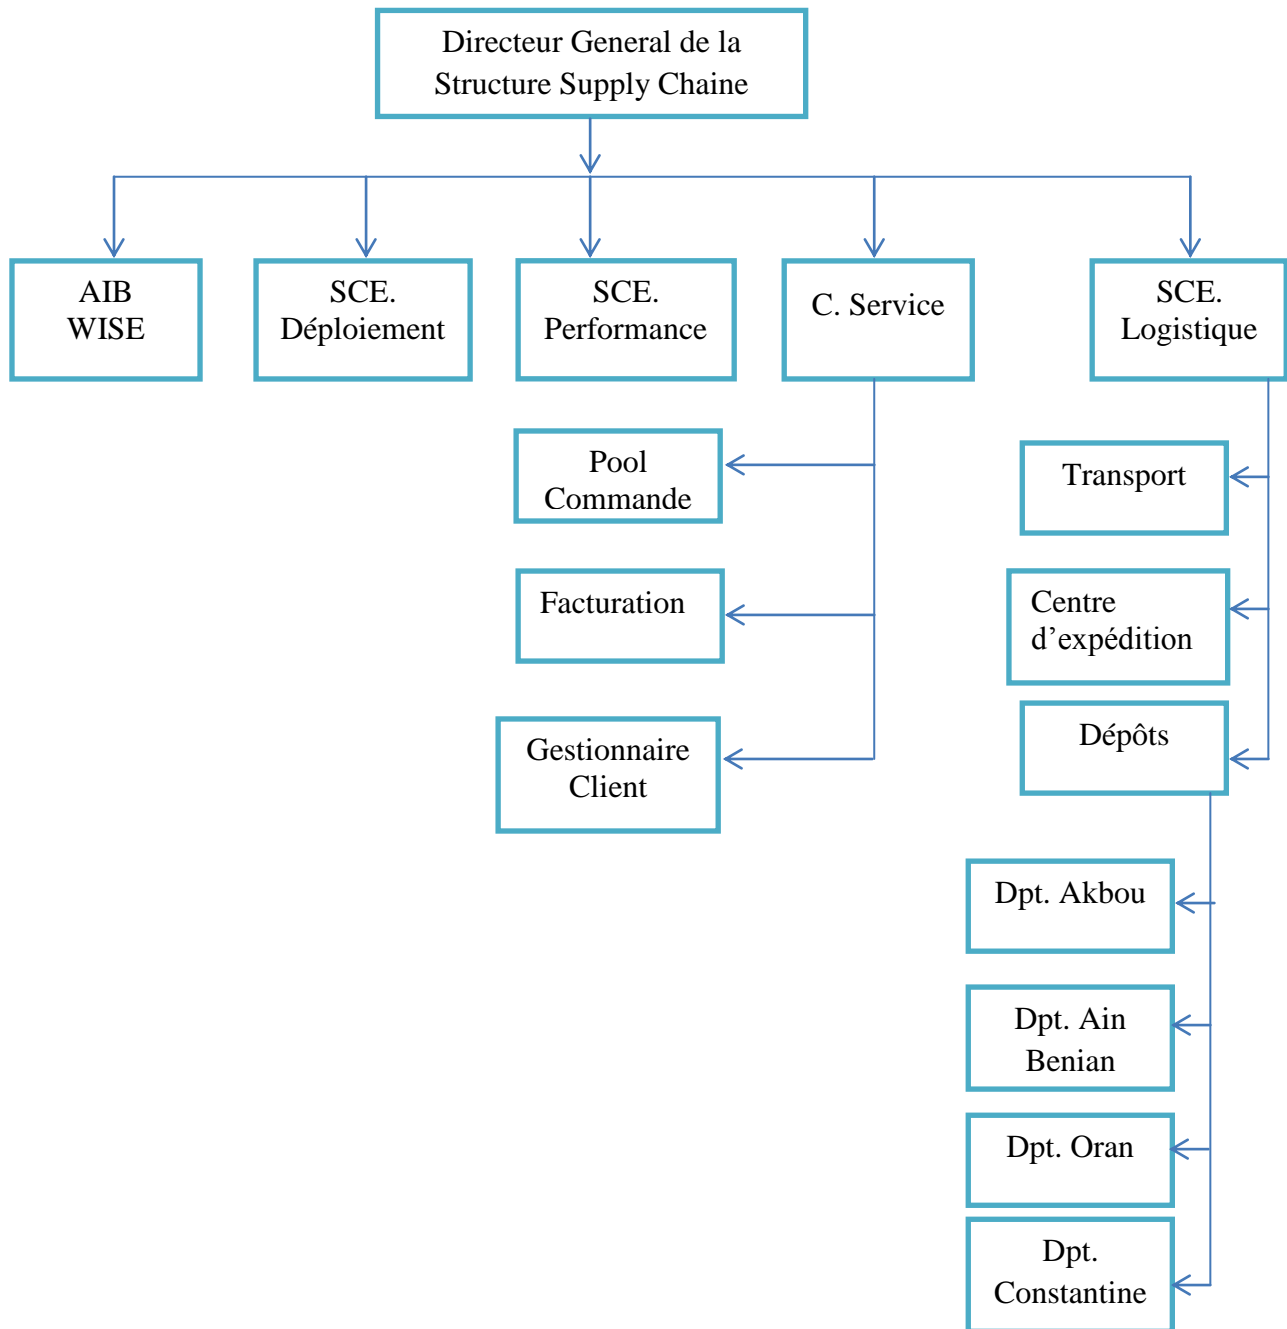 Directeur General de la
Structure Supply Chaine
AIB
WISE
SCE.
Déploiement
SCE.
Performance
C. Service
SCE.
Logistique
Pool
Commande
Facturation
Gestionnaire
Client
Transport
Centre
d’expédition
Dépôts
Dpt. Akbou
Dpt. Ain
Benian
Dpt. Oran
Dpt.
Constantine